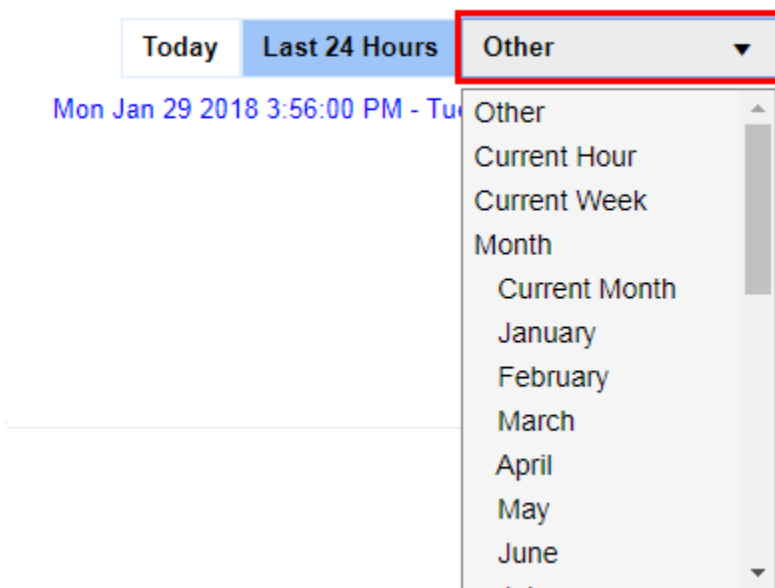 Today Last 24 Hours Other
Mon Jan 29 2018 3:56:00 PM - Tue
Other
Current Hour
Current Week
Month
Current Month
January
February
March
April
May
June